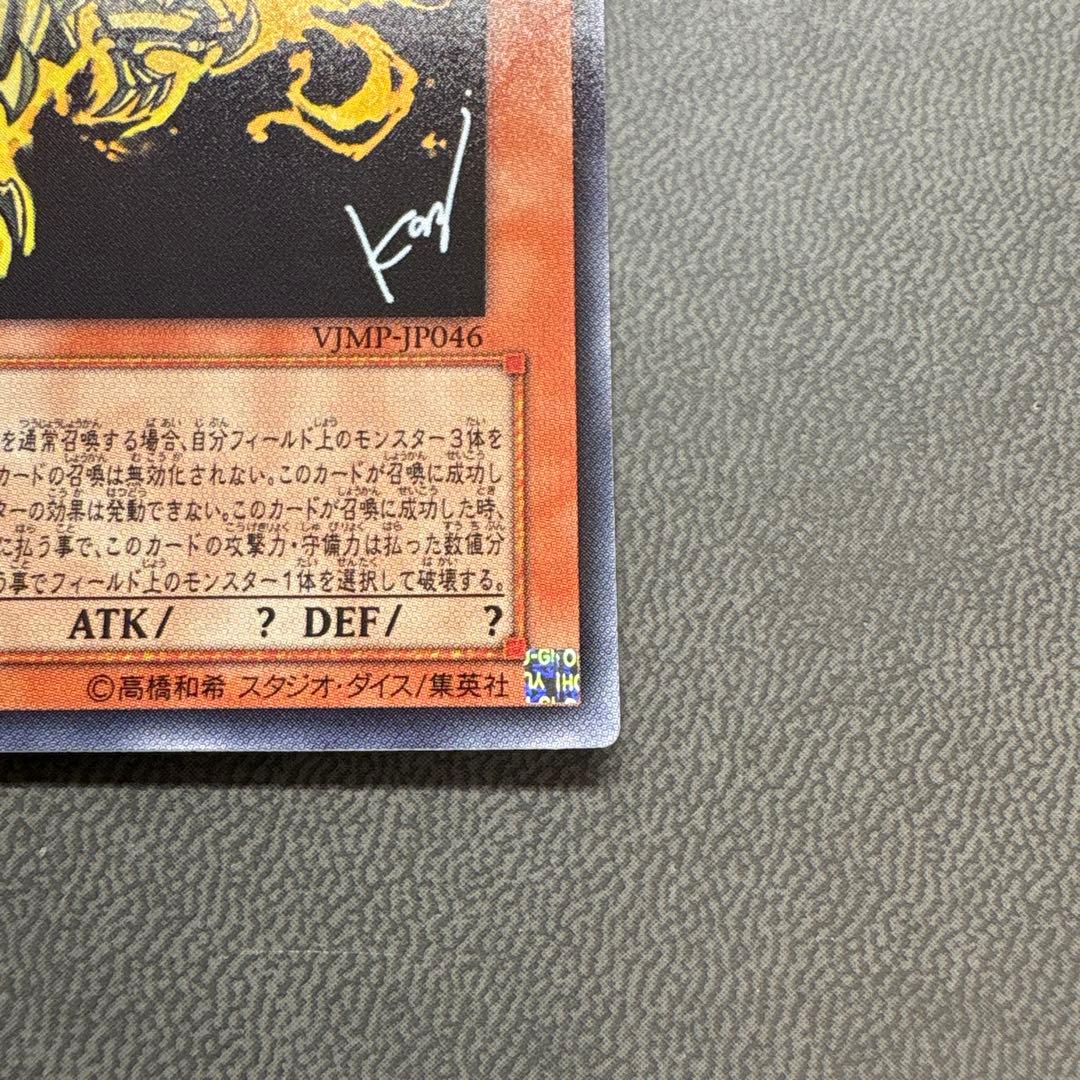 Kazuki
VJMP-JP046
を通常召喚する場合、自分フィールド上のモンスター3体を
カードの召喚は無効化されない。このカードが召喚に成功し
ターの効果は発動できない。このカードが召喚に成功した時、
に払う事で、このカードの攻撃力・守備力は払った数値分
う事でフィールド上のモンスター1体を選択して破壊する。
ATK/ ? DEF/ ?
©高橋和希 スタジオ・ダイス/集英社